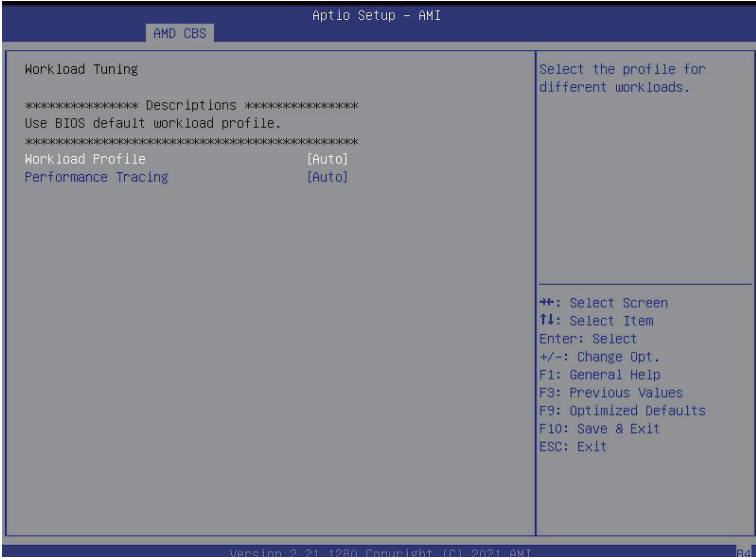 Aptio Setup – AMI
AMD CBS
Workload Tuning
**************** Descriptions ****************
Use BIOS default workload profile.
***********************************************
Workload Profile [Auto]
Performance Tracing [Auto]
Select the profile for
different workloads.
→←: Select Screen
↑↓: Select Item
Enter: Select
+/-: Change Opt.
F1: General Help
F3: Previous Values
F9: Optimized Defaults
F10: Save & Exit
ESC: Exit
Version 2.21.1280 Copyright (C) 2021 AMI
B4